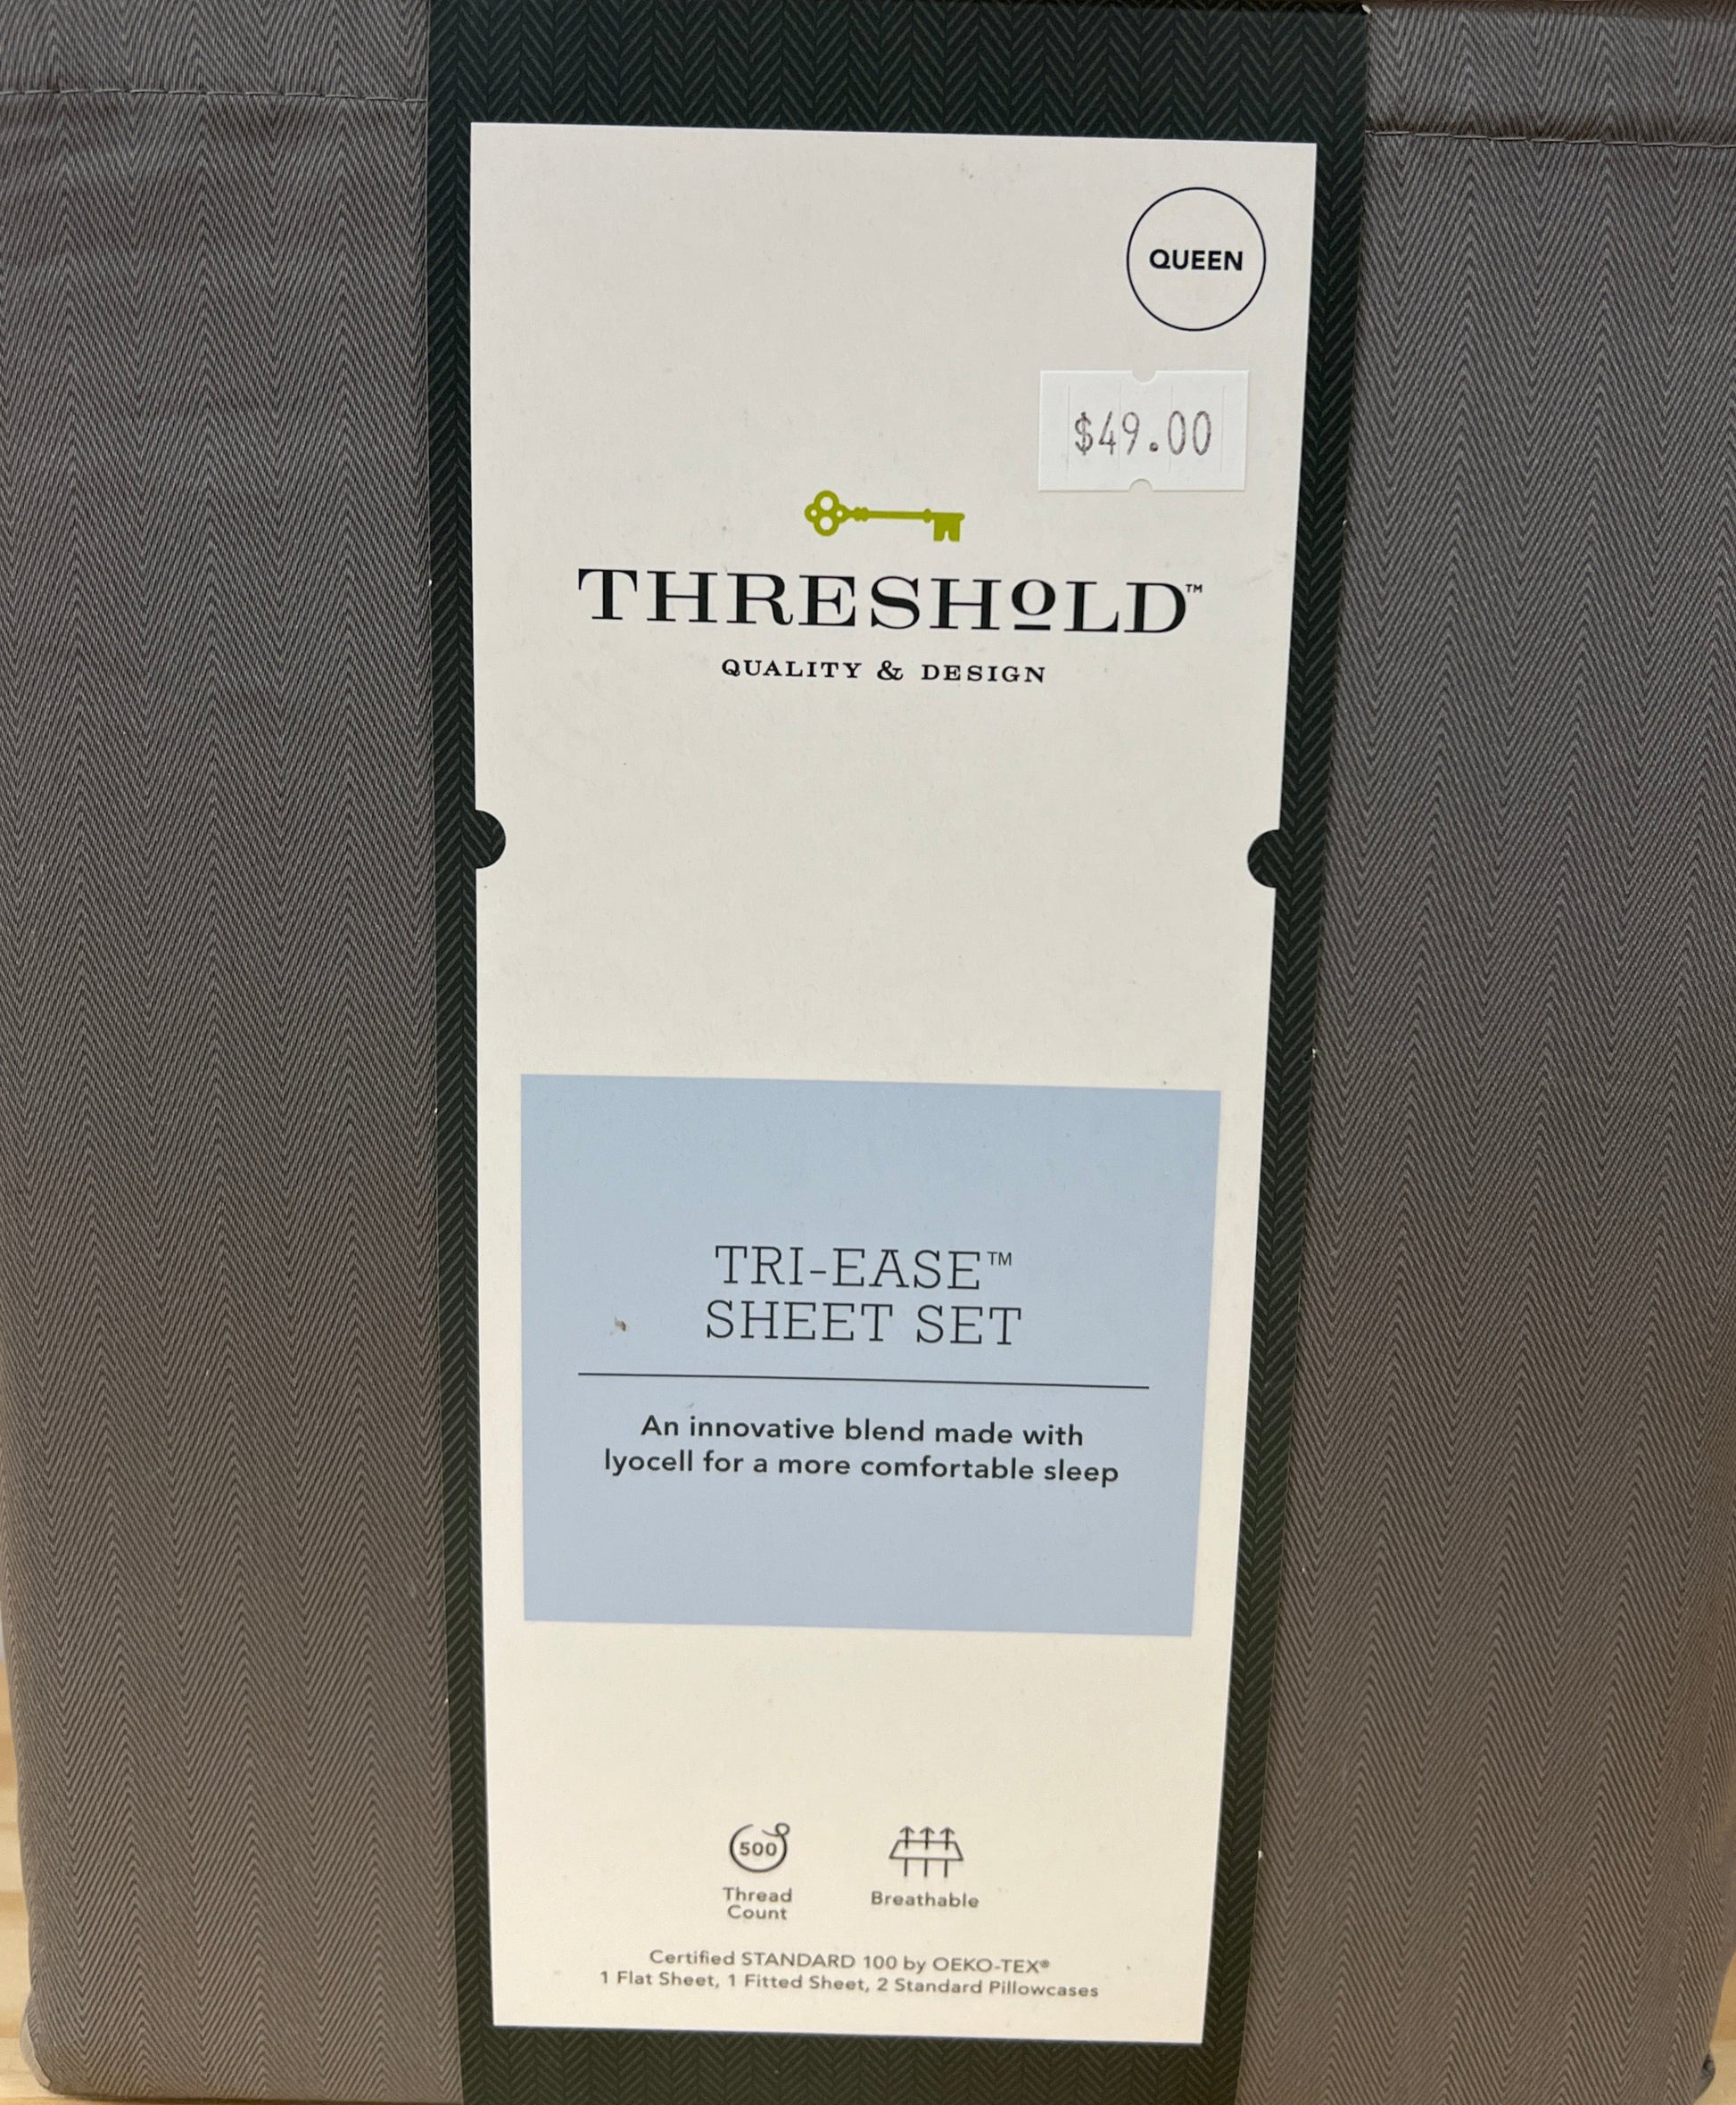 QUEEN
$49.00
THRESHOLD™
QUALITY & DESIGN
TRI-EASE™
SHEET SET
An innovative blend made with
lyocell for a more comfortable sleep
500
Thread
Count
Breathable
Certified STANDARD 100 by OEKO-TEX®
1 Flat Sheet, 1 Fitted Sheet, 2 Standard Pillowcases